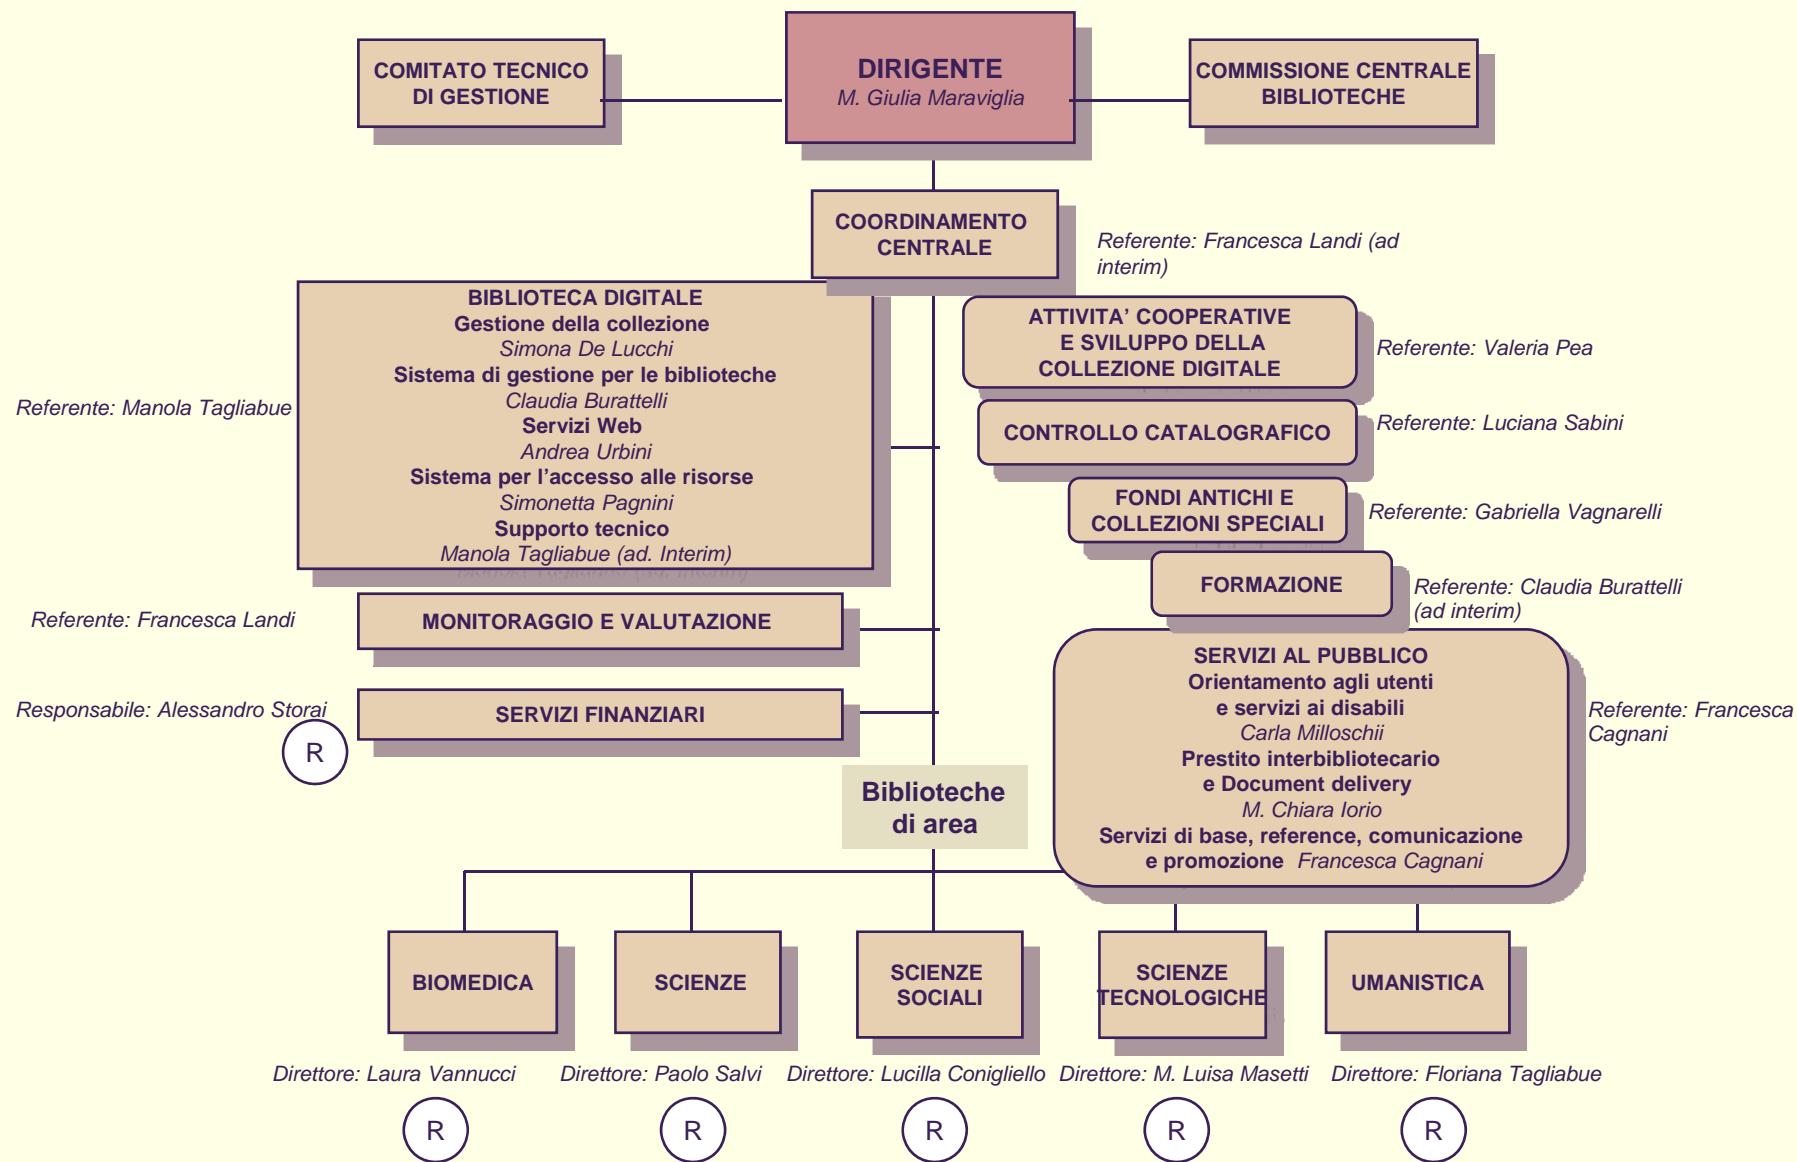 COMITATO TECNICO
DI GESTIONE
DIRIGENTE
M. Giulia Maraviglia
COMMISSIONE CENTRALE
BIBLIOTECHE
COORDINAMENTO
CENTRALE
Referente: Francesca Landi (ad
interim)
BIBLIOTECA DIGITALE
Gestione della collezione
Simona De Lucchi
Sistema di gestione per le biblioteche
Claudia Burattelli
Servizi Web
Andrea Urbini
Sistema per l'accesso alle risorse
Simonetta Pagnini
Supporto tecnico
Manola Tagliabue (ad. Interim)
Referente: Manola Tagliabue
ATTIVITA' COOPERATIVE
E SVILUPPO DELLA
COLLEZIONE DIGITALE
Referente: Valeria Pea
CONTROLLO CATALOGRAFICO
Referente: Luciana Sabini
FONDI ANTICHI E
COLLEZIONI SPECIALI
Referente: Gabriella Vagnarelli
FORMAZIONE
Referente: Claudia Burattelli
(ad interim)
Referente: Francesca Landi
MONITORAGGIO E VALUTAZIONE
Responsabile: Alessandro Storai
R
SERVIZI FINANZIARI
SERVIZI AL PUBBLICO
Orientamento agli utenti
e servizi ai disabili
Carla Milloschii
Prestito interbibliotecario
e Document delivery
M. Chiara Iorio
Servizi di base, reference, comunicazione
e promozione Francesca Cagnani
Referente: Francesca
Cagnani
Biblioteche
di area
BIOMEDICA
SCIENZE
SCIENZE
SOCIALI
SCIENZE
TECNOLOGICHE
UMANISTICA
Direttore: Laura Vannucci
Direttore: Paolo Salvi
Direttore: Lucilla Conigliello
Direttore: M. Luisa Masetti
Direttore: Floriana Tagliabue
R
R
R
R
R